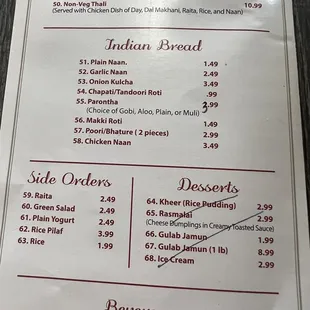 50. Non-Veg Thali 10.99
(Served with Chicken Dish of Day, Dal Makhani, Raita, Rice, and Naan)
Indian Bread
51. Plain Naan. 1.49
52. Garlic Naan 2.49
53. Onion Kulcha 3.49
54. Chapati/Tandoori Roti .99
55. Parontha 3.99
(Choice of Gobi, Aloo, Plain, or Muli)
56. Makki Roti 1.49
57. Poori/Bhature ( 2 pieces) 2.99
58. Chicken Naan 3.49
Side Orders
59. Raita 2.49
60. Green Salad 2.49
61. Plain Yogurt 2.49
62. Rice Pilaf 3.99
63. Rice 1.99
Desserts
64. Kheer (Rice Pudding) 2.99
65. Rasmalai 2.99
(Cheese Dumplings in Creamy Toasted Sauce)
66. Gulab Jamun 1.99
67. Gulab Jamun (1 lb) 8.99
68. Ice Cream 2.99